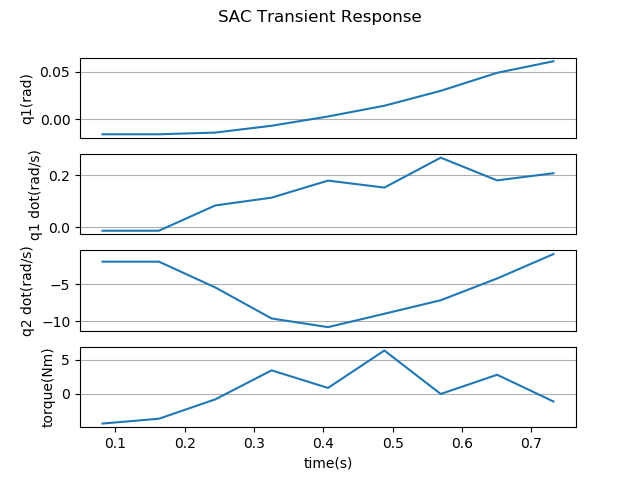 SAC Transient Response
q1(rad)
0.05
0.00
q1 dot(rad/s)
0.2
0.0
q2 dot(rad/s)
−5
−10
torque(Nm)
5
0
0.1 0.2 0.3 0.4 0.5 0.6 0.7
time(s)